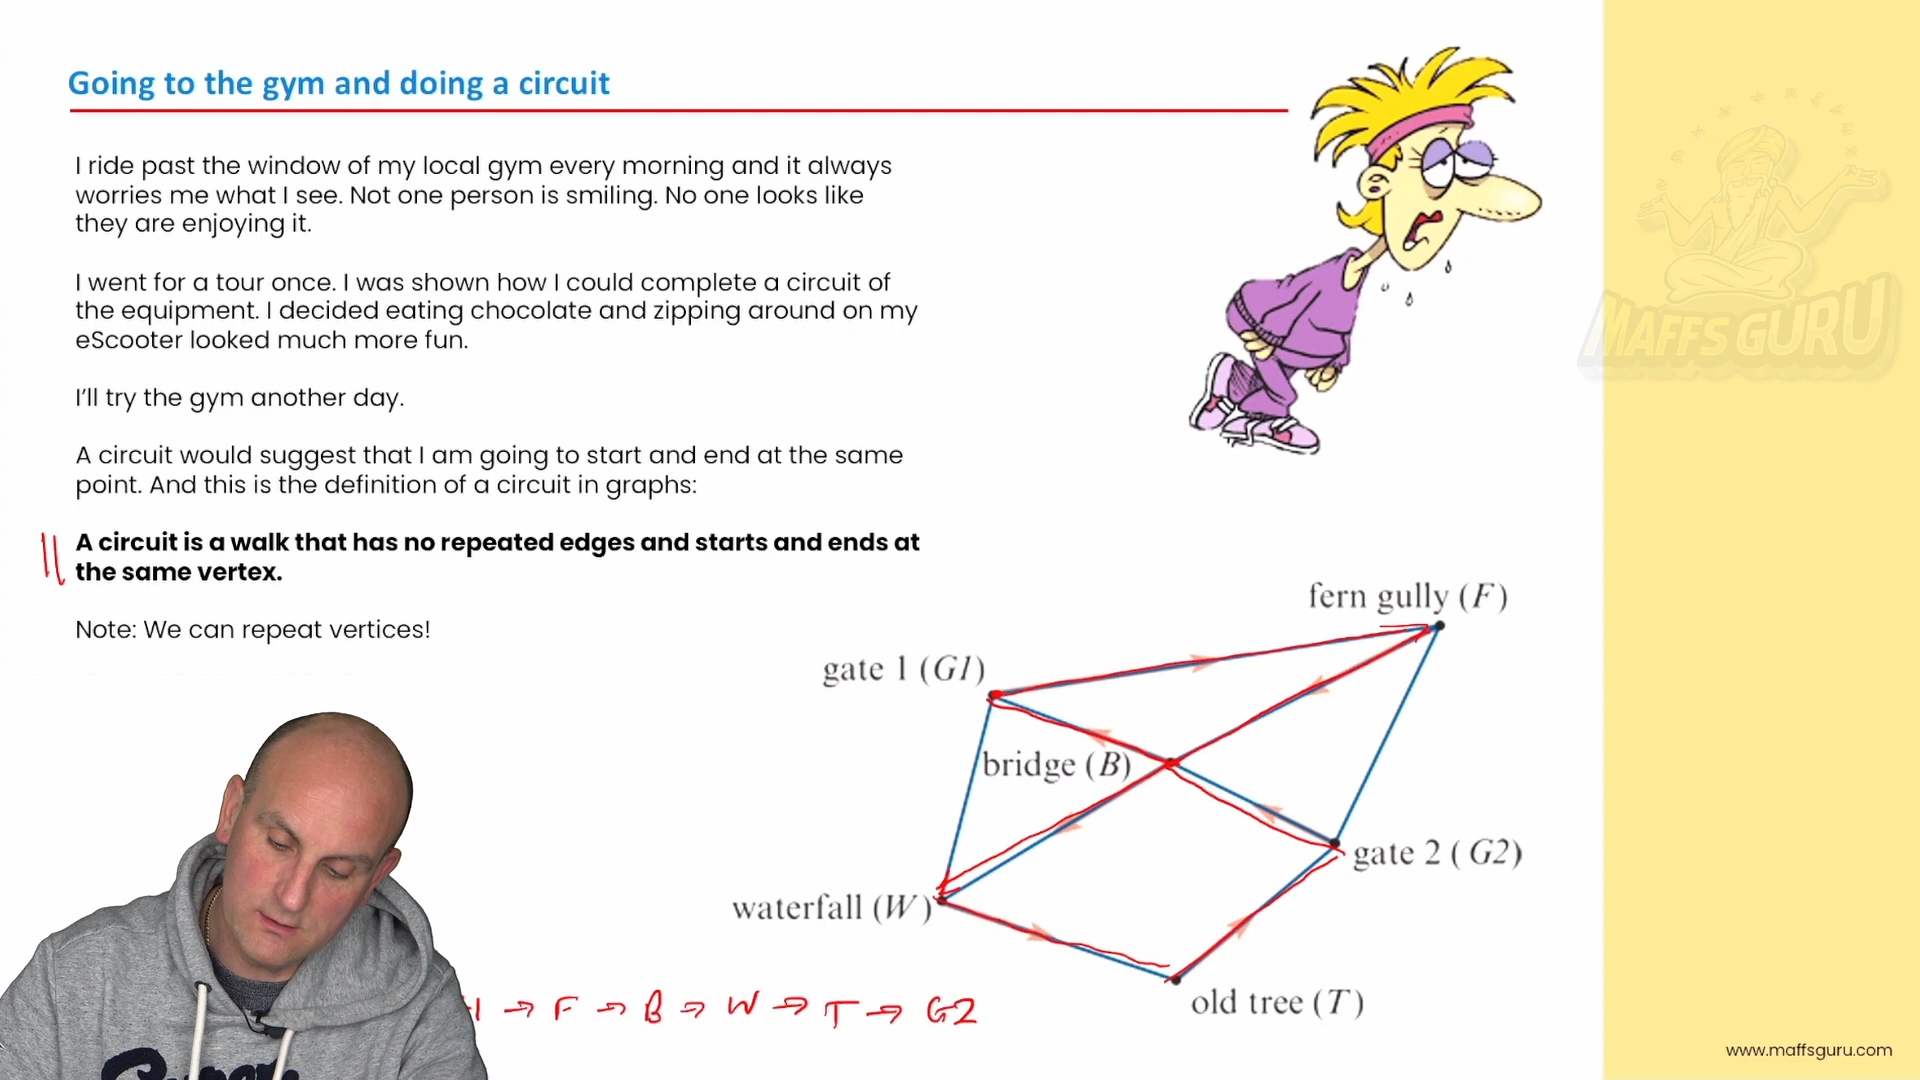 Going to the gym and doing a circuit
I ride past the window of my local gym every morning and it always
worries me what I see. Not one person is smiling. No one looks like
they are enjoying it.
I went for a tour once. I was shown how I could complete a circuit of
the equipment. I decided eating chocolate and zipping around on my
eScooter looked much more fun.
I'll try the gym another day.
A circuit would suggest that I am going to start and end at the same
point. And this is the definition of a circuit in graphs:
A circuit is a walk that has no repeated edges and starts and ends at
the same vertex.
Note: We can repeat vertices!
fern gully (F)
gate 1 (G1)
bridge (B)
gate 2 ( G2)
waterfall (W)
old tree (T)
1 → F → B → W → T → G2
MAFFS GURU
www.maffsguru.com